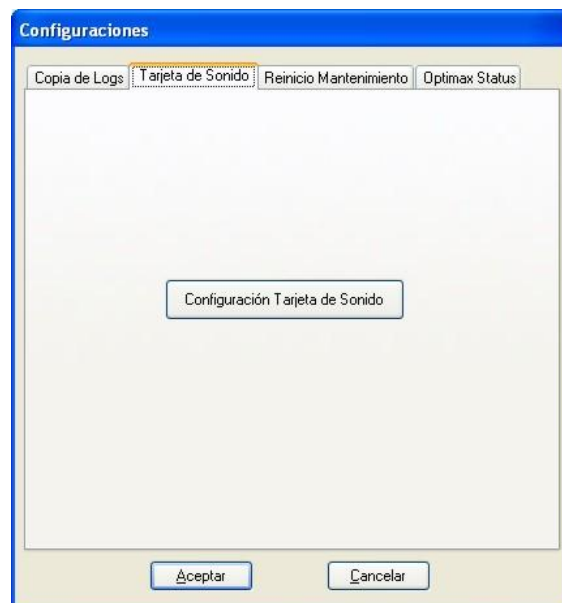 Configuraciones
Copia de Logs Tarjeta de Sonido Reinicio Mantenimiento Optimax Status
Configuración Tarjeta de Sonido
Aceptar Cancelar